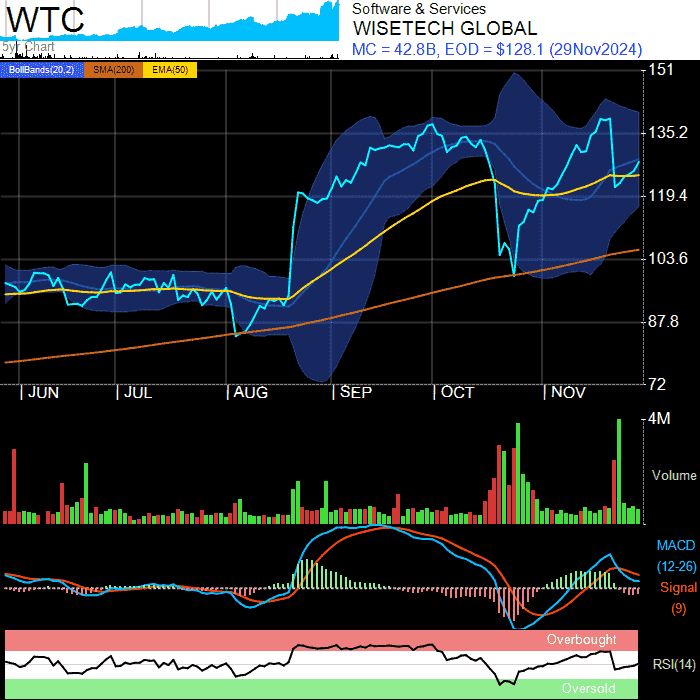 WTC
5yr Chart
Software & Services
WISETECH GLOBAL
MC = 42.8B, EOD = $128.1 (29Nov2024)
BollBands(20,2) SMA(200) EMA(50)
151
135.2
119.4
103.6
87.8
72
| JUN | JUL | AUG | SEP | OCT | NOV
4M
Volume
MACD
(12-26)
Signal
(9)
Overbought
RSI(14)
Oversold